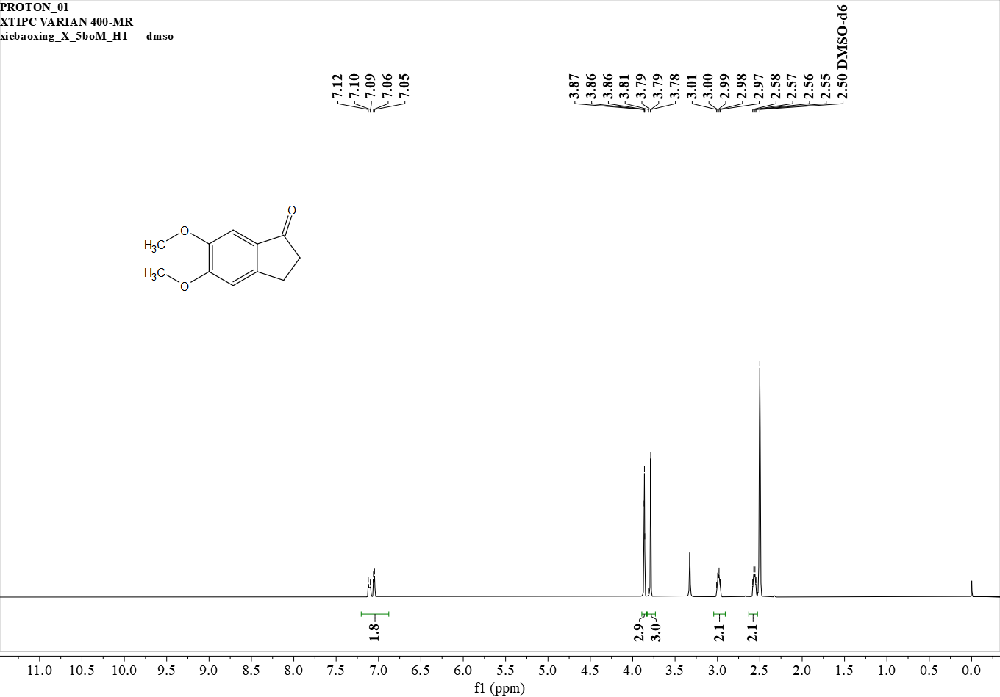 PROTON_01
XTIPC VARIAN 400-MR
xiebaoxing_X_5boM_H1 dmso
7.12
7.10
7.09
7.06
7.05
3.87
3.86
3.86
3.81
3.79
3.79
3.78
3.01
3.00
2.99
2.98
2.97
2.58
2.57
2.56
2.55
2.50 DMSO-d6
O
O
H3C
H3C
O
1.8
2.9
3.0
2.1
2.1
11.0 10.5 10.0 9.5 9.0 8.5 8.0 7.5 7.0 6.5 6.0 5.5 5.0 4.5 4.0 3.5 3.0 2.5 2.0 1.5 1.0 0.5 0.0
f1 (ppm)